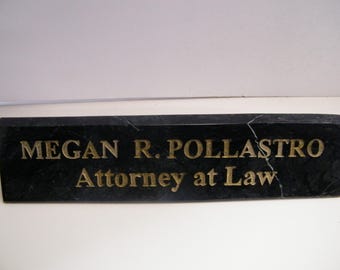 MEGAN R. POLLASTRO
Attorney at Law